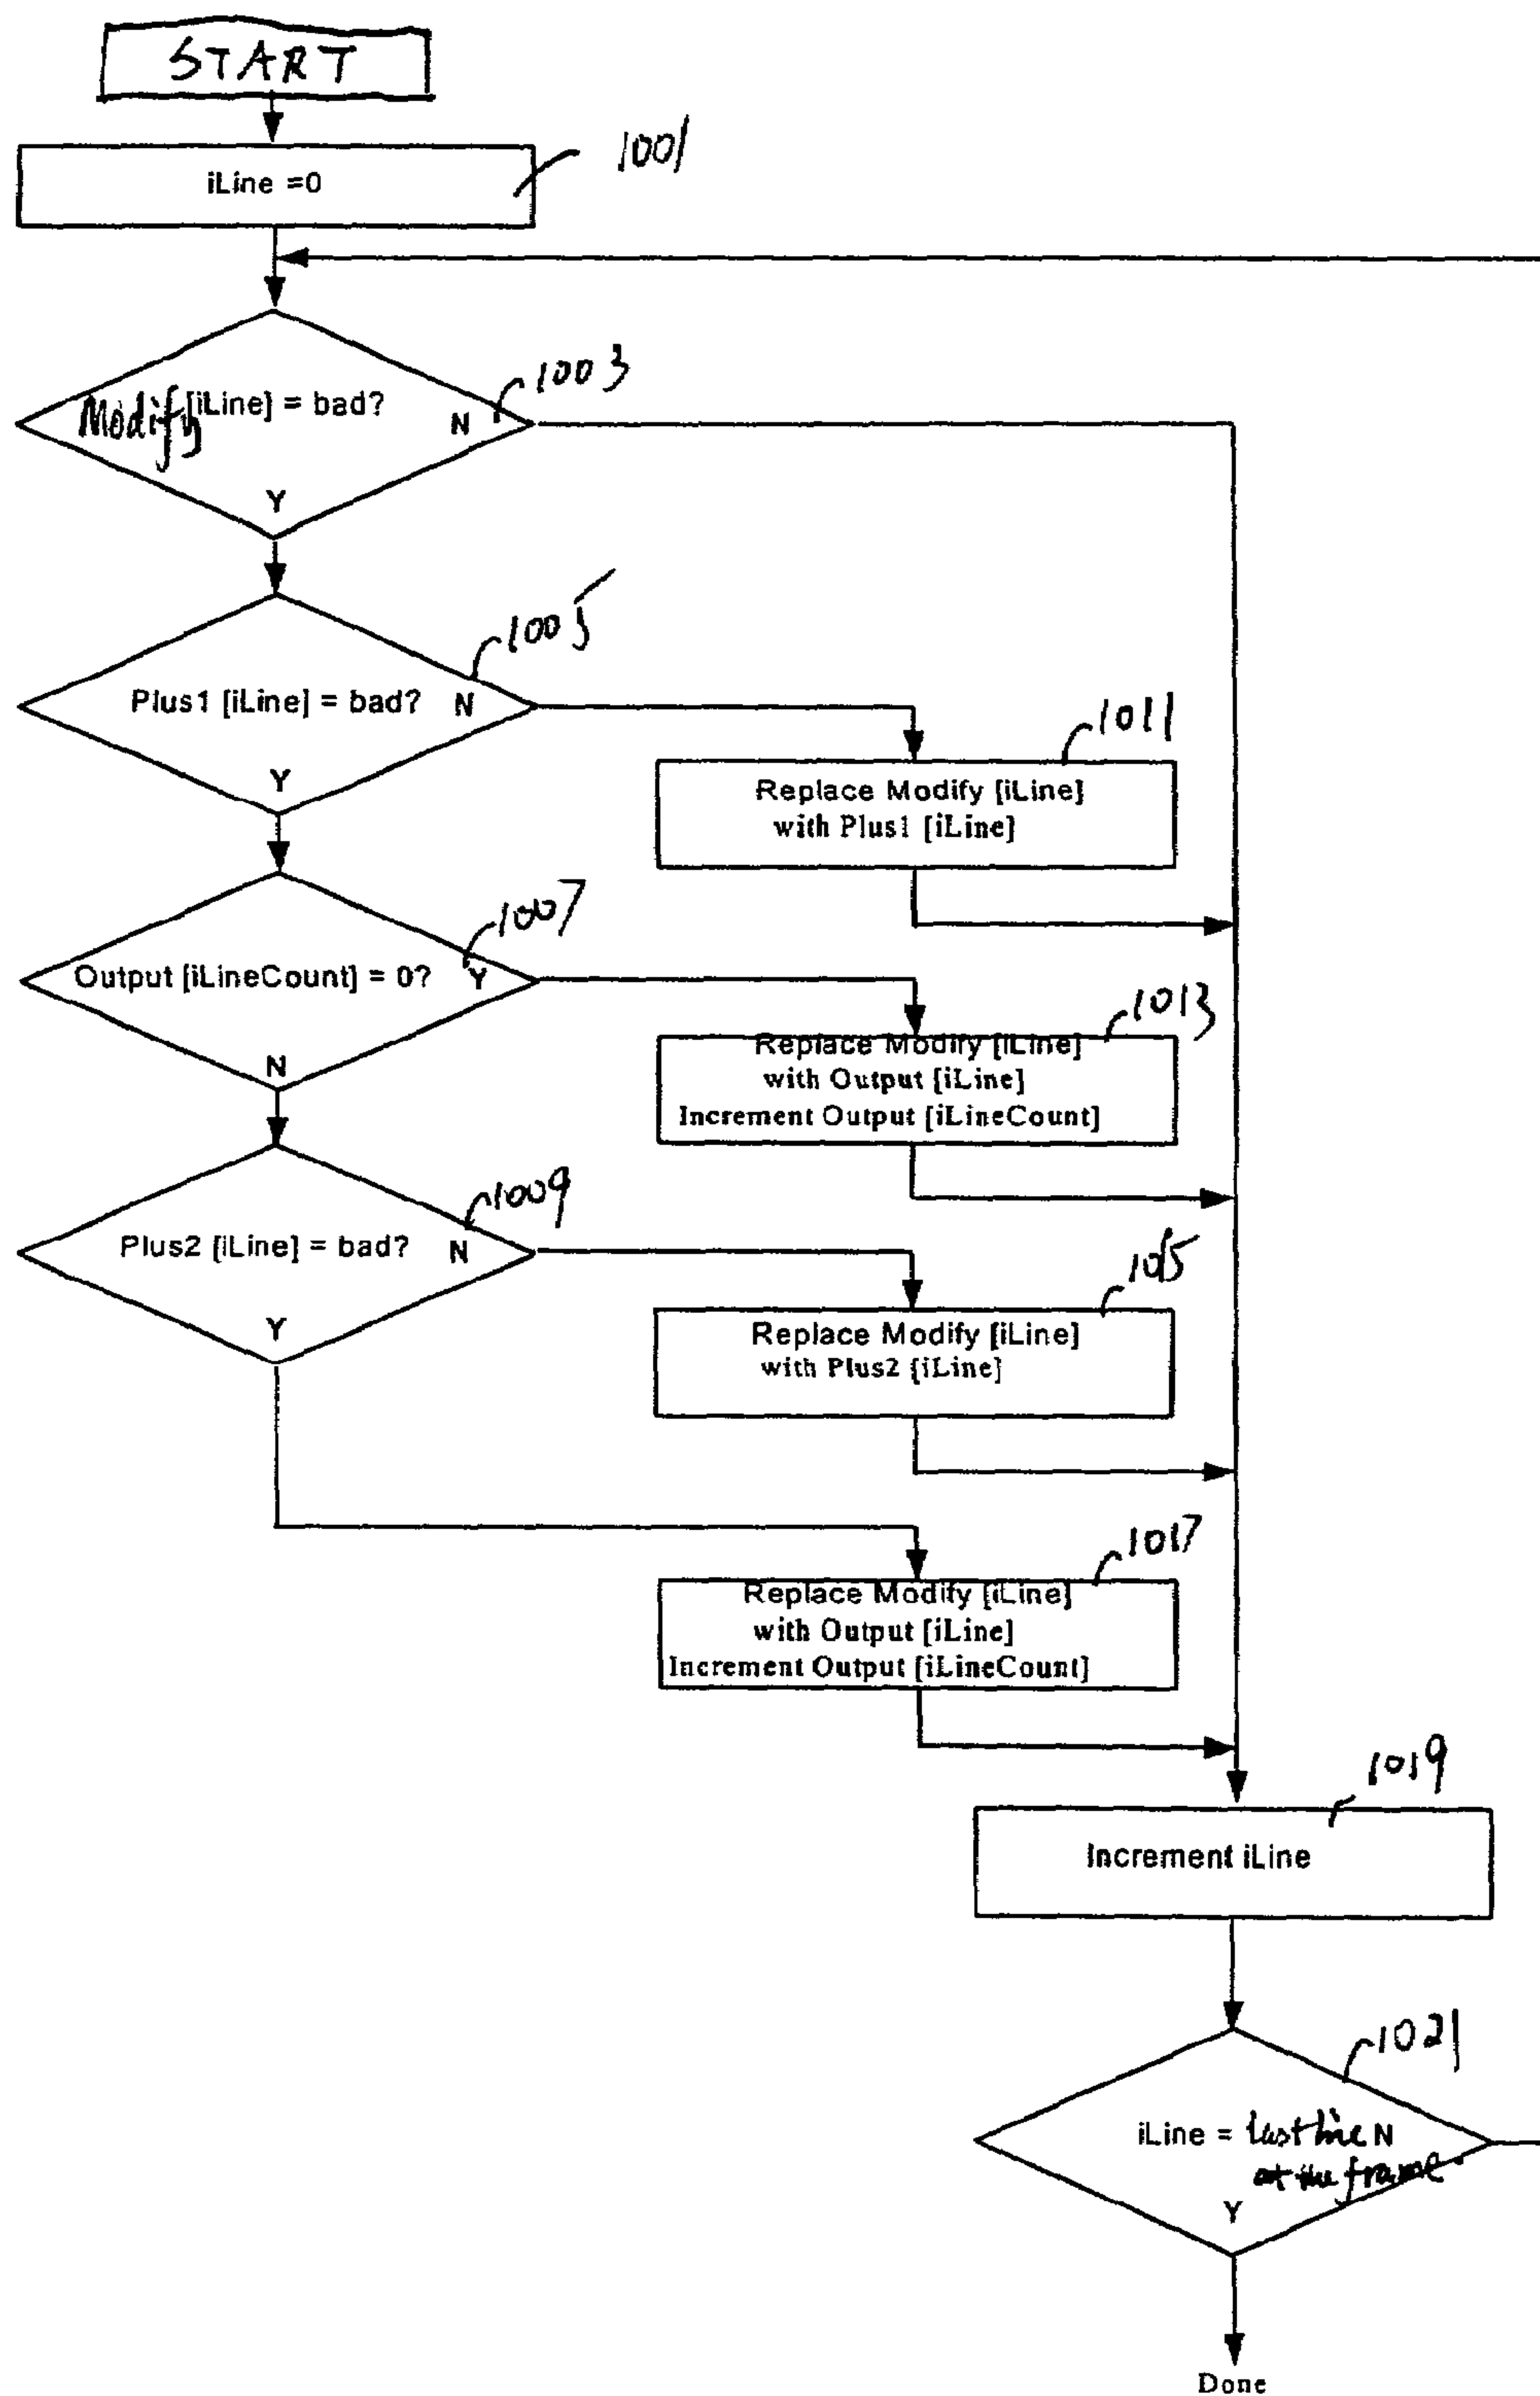 START
iLine =0
1001
Modify [iLine] = bad?
N
1003
Y
Plus1 [iLine] = bad?
N
1005
Y
Replace Modify [iLine]
with Plus1 [iLine]
1011
Output [iLineCount] = 0?
Y
1007
N
Replace Modify [iLine]
with Output [iLine]
Increment Output [iLineCount]
1013
Plus2 [iLine] = bad?
N
1009
Y
Replace Modify [iLine]
with Plus2 [iLine]
1015
Replace Modify [iLine]
with Output [iLine]
Increment Output [iLineCount]
1017
Increment iLine
1019
iLine = last line N
at the frame
1021
Y
Done